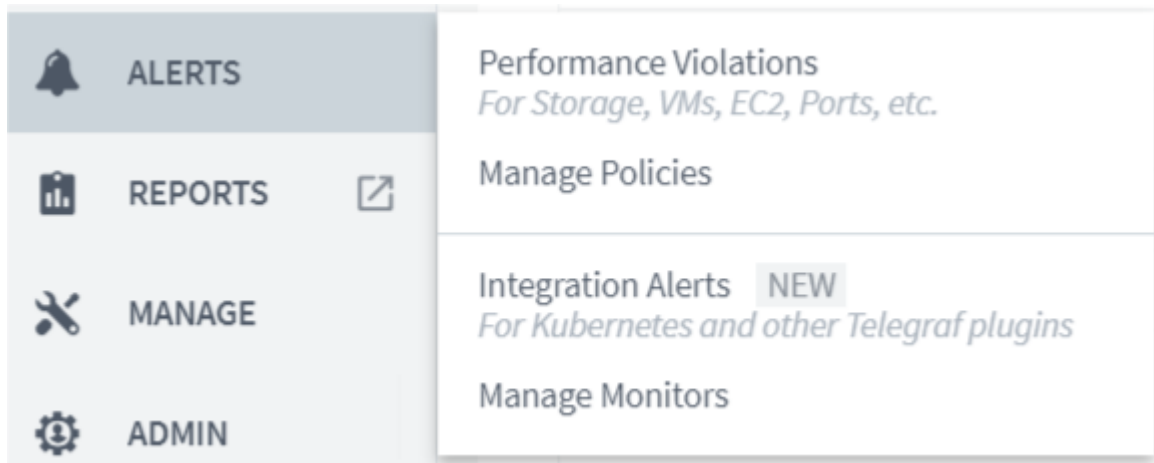 ALERTS
REPORTS
MANAGE
ADMIN
Performance Violations
For Storage, VMs, EC2, Ports, etc.
Manage Policies
Integration Alerts NEW
For Kubernetes and other Telegraf plugins
Manage Monitors